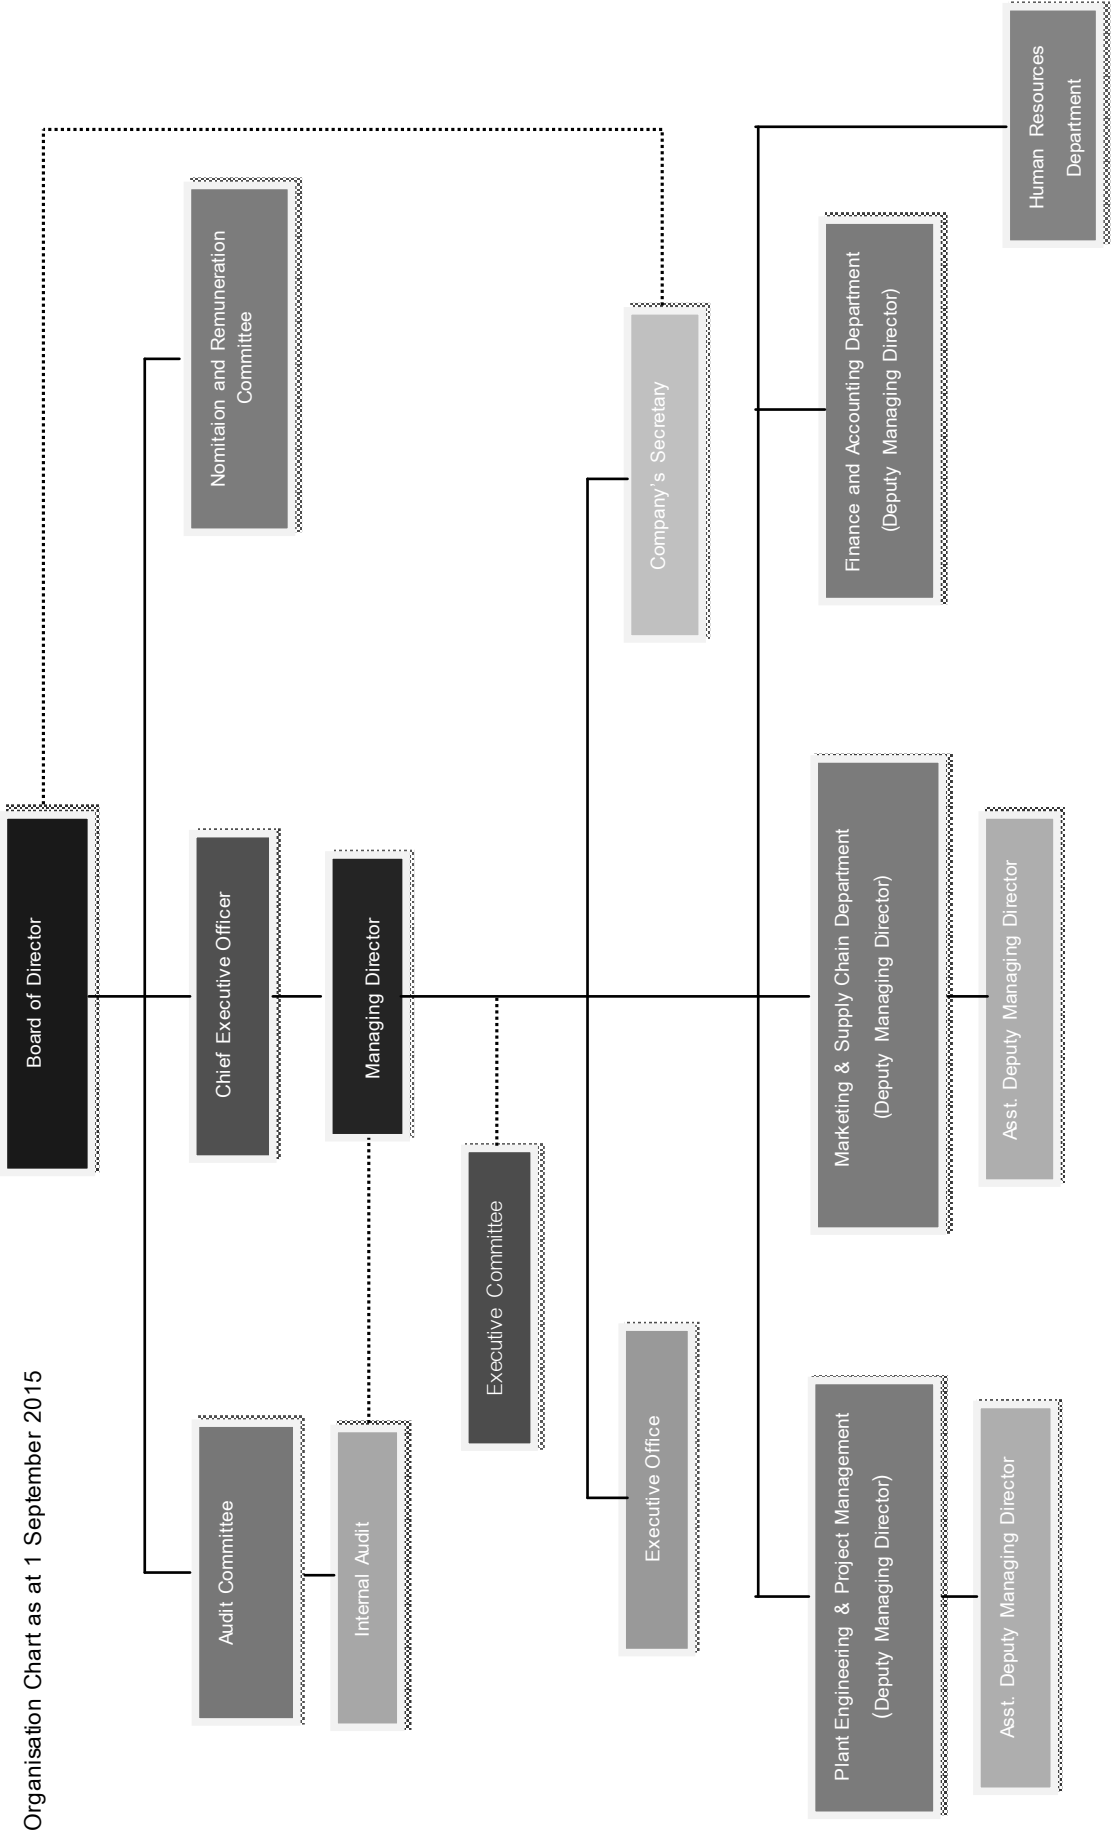 Organisation Chart as at 1 September 2015
Board of Director
Audit Committee
Chief Executive Officer
Nomitaion and Remuneration
Committee
Internal Audit
Managing Director
Executive Committee
Executive Office
Company's Secretary
Plant Engineering & Project Management
(Deputy Managing Director)
Marketing & Supply Chain Department
(Deputy Managing Director)
Finance and Accounting Department
(Deputy Managing Director)
Human Resources
Department
Asst. Deputy Managing Director
Asst. Deputy Managing Director